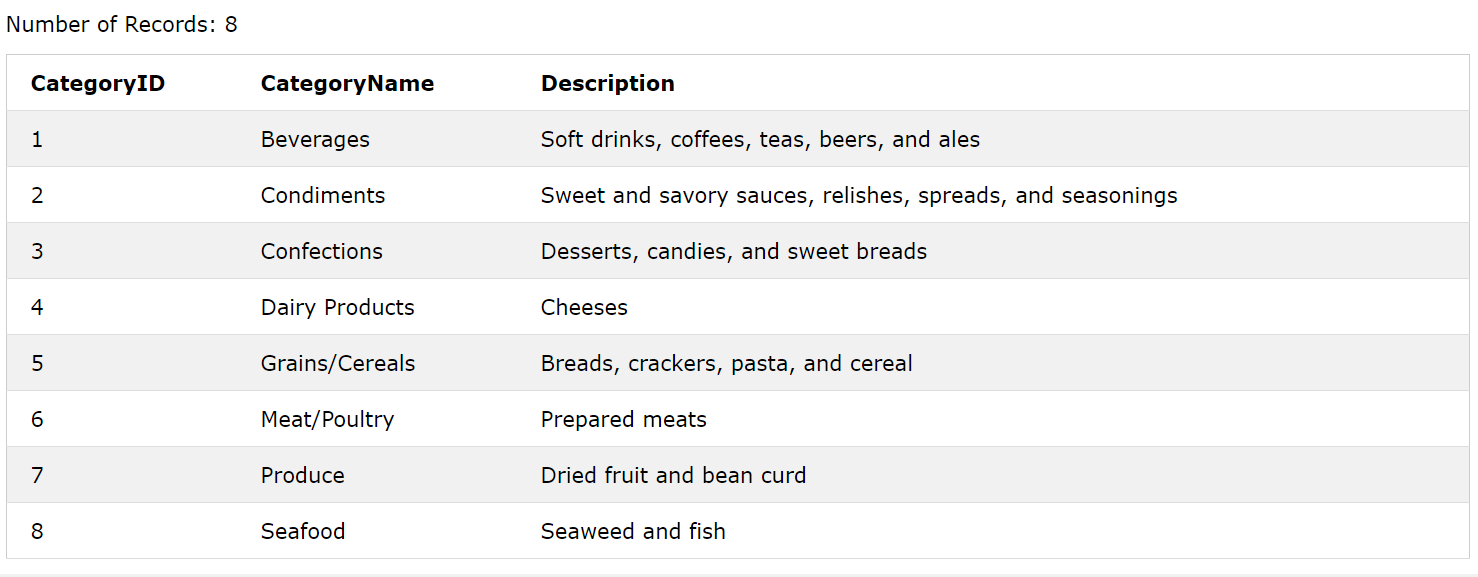 Number of Records: 8
CategoryID CategoryName Description
1 Beverages Soft drinks, coffees, teas, beers, and ales
2 Condiments Sweet and savory sauces, relishes, spreads, and seasonings
3 Confections Desserts, candies, and sweet breads
4 Dairy Products Cheeses
5 Grains/Cereals Breads, crackers, pasta, and cereal
6 Meat/Poultry Prepared meats
7 Produce Dried fruit and bean curd
8 Seafood Seaweed and fish